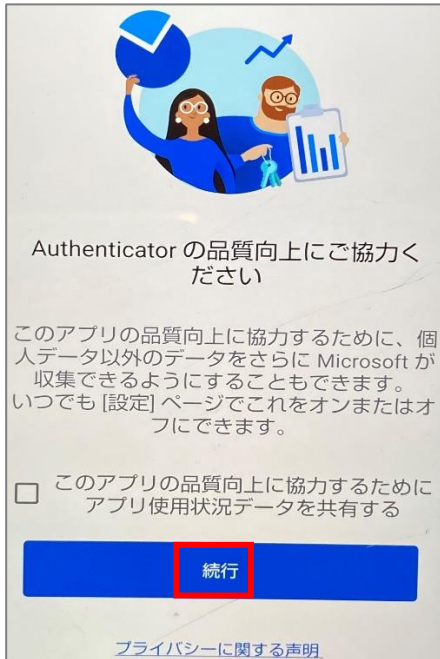 Authenticator の品質向上にご協力く
ださい
このアプリの品質向上に協力するために、個
人データ以外のデータをさらに Microsoft が
収集できるようにすることもできます。
いつでも [設定] ページでこれをオンまたはオ
フにできます。
このアプリの品質向上に協力するために
アプリ使用状況データを共有する
続行
プライバシーに関する声明